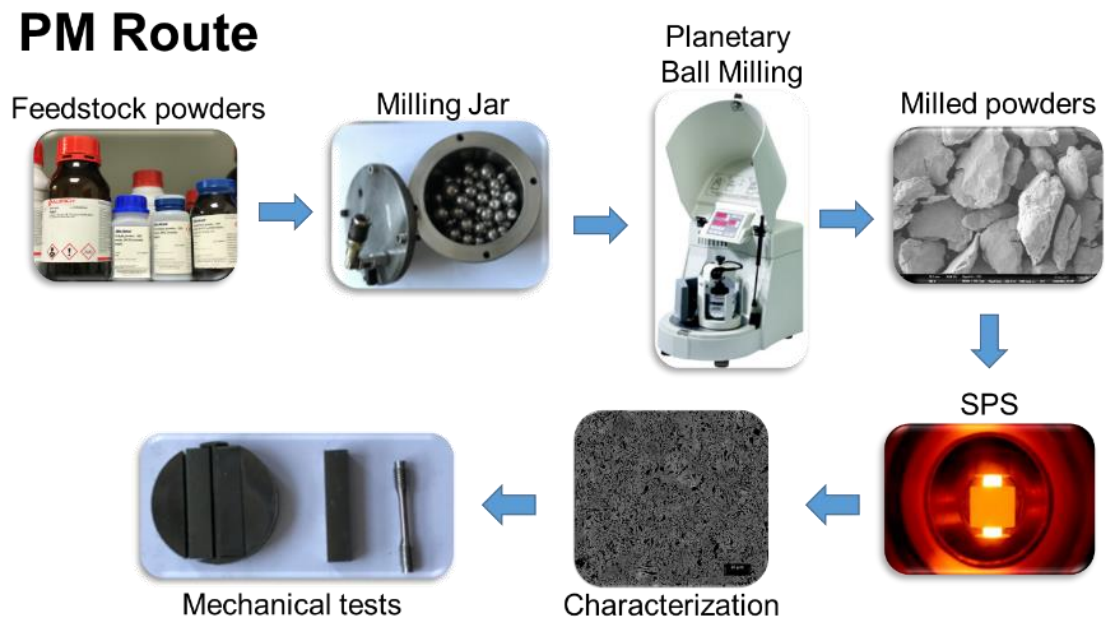 PM Route
Feedstock powders
Milling Jar
Planetary
Ball Milling
Milled powders
SPS
Characterization
Mechanical tests